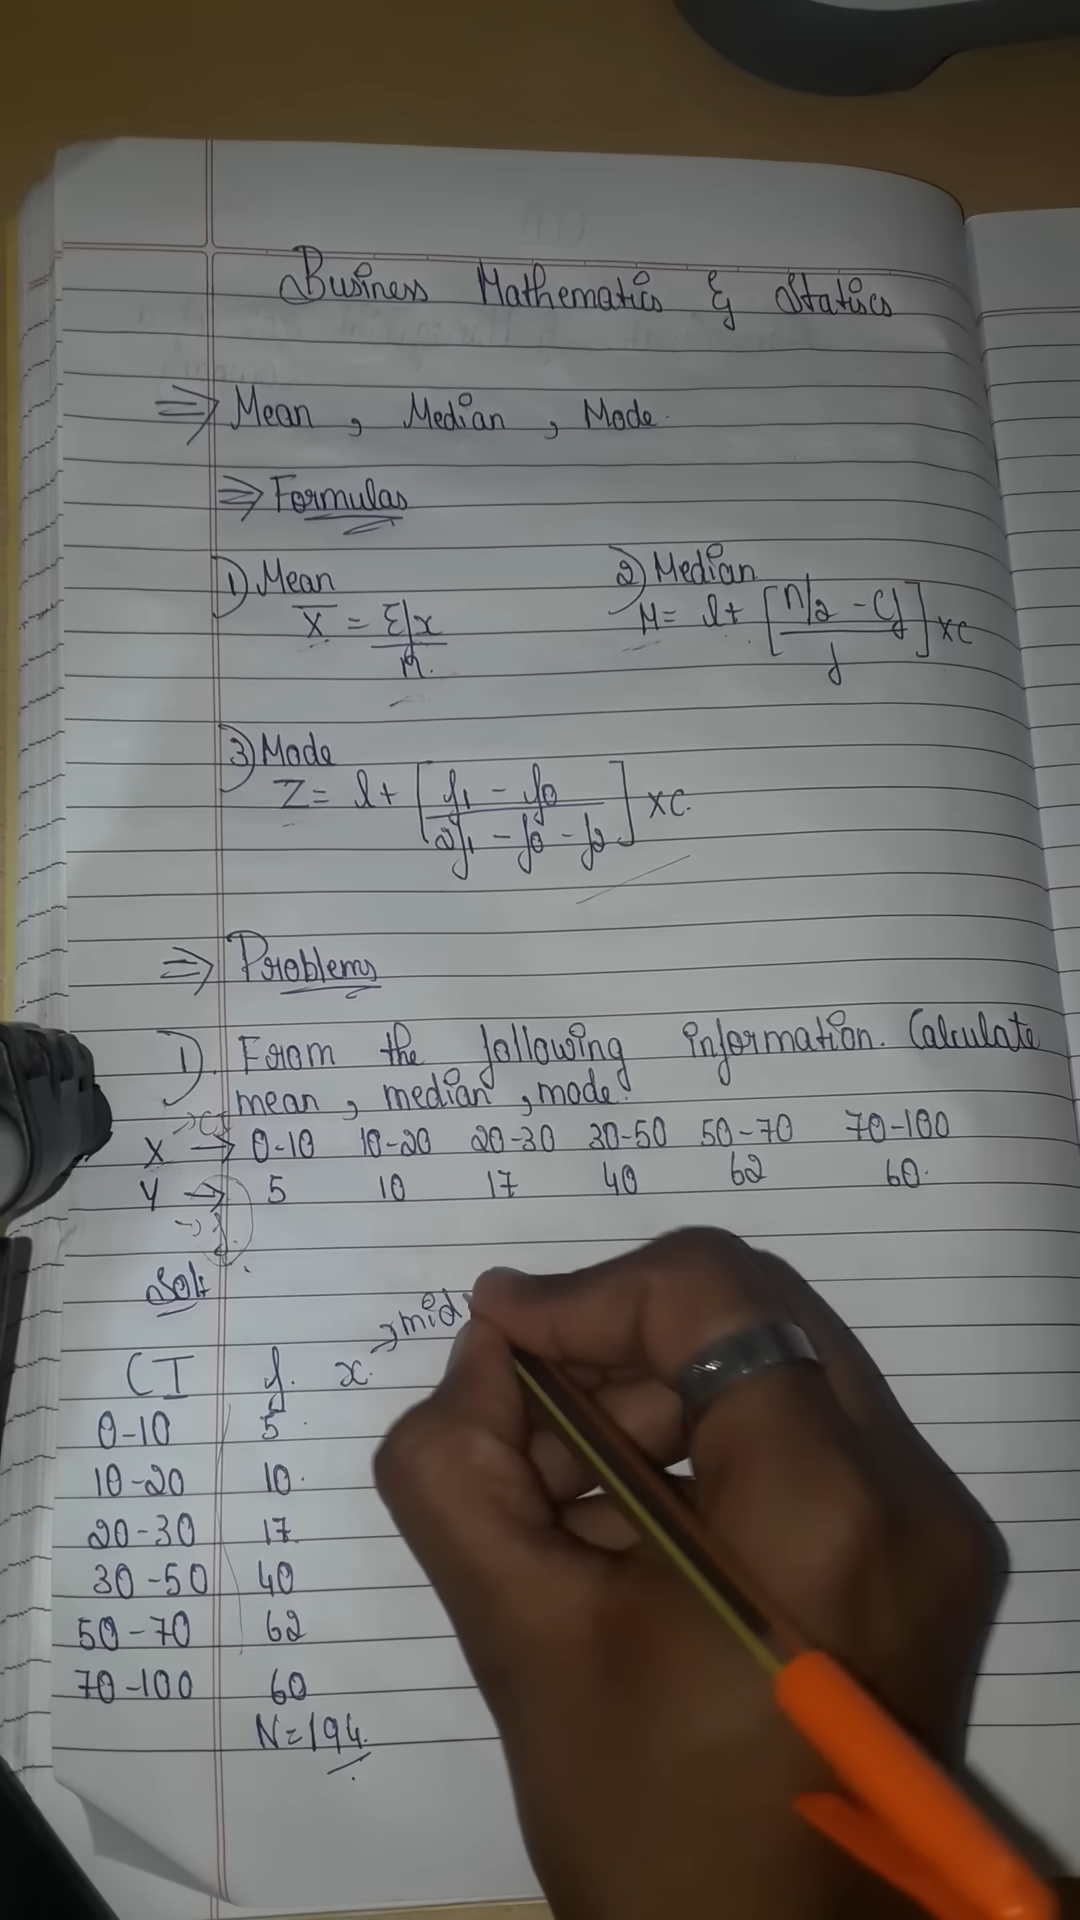 Business Mathematics & Statics
⇒ Mean, Median, Mode.
⇒ Formulas
1) Mean
X̅ = Σfx / n.
2) Median
M = l + [n/2 - cf / f] × c
3) Mode
Z = l + [f1 - f0 / 2f1 - f0 - f2] × c.
⇒ Problems
1). From the following information. Calculate
mean, median, mode.
→ CI
X → 0-10 10-20 20-30 30-50 50-70 70-100
Y → 5 10 17 40 62 60.
→ f.
Sol:
→ mid
CI f. x.
0-10 5
10-20 10.
20-30 17
30-50 40
50-70 62
70-100 60
N=194.